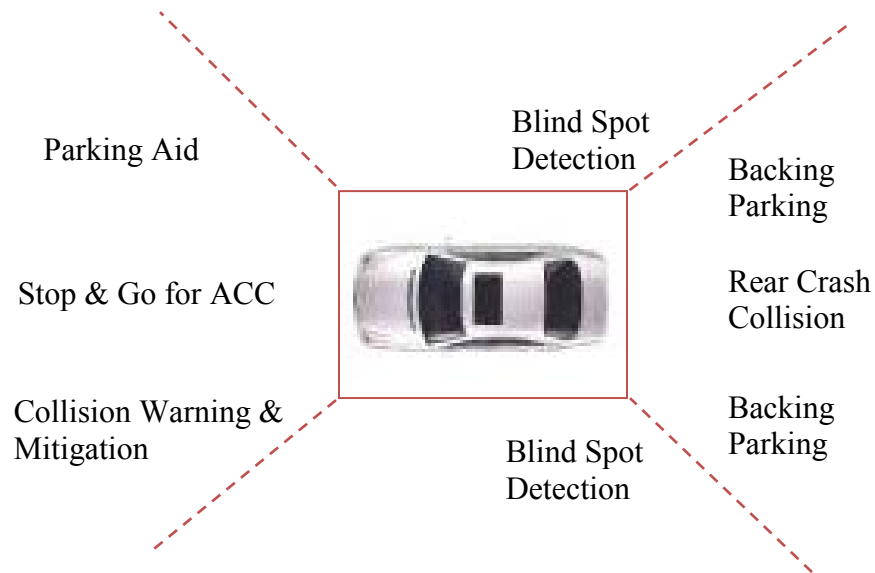 Blind Spot
Detection
Parking Aid
Backing
Parking
Stop & Go for ACC
Rear Crash
Collision
Collision Warning &
Mitigation
Backing
Parking
Blind Spot
Detection